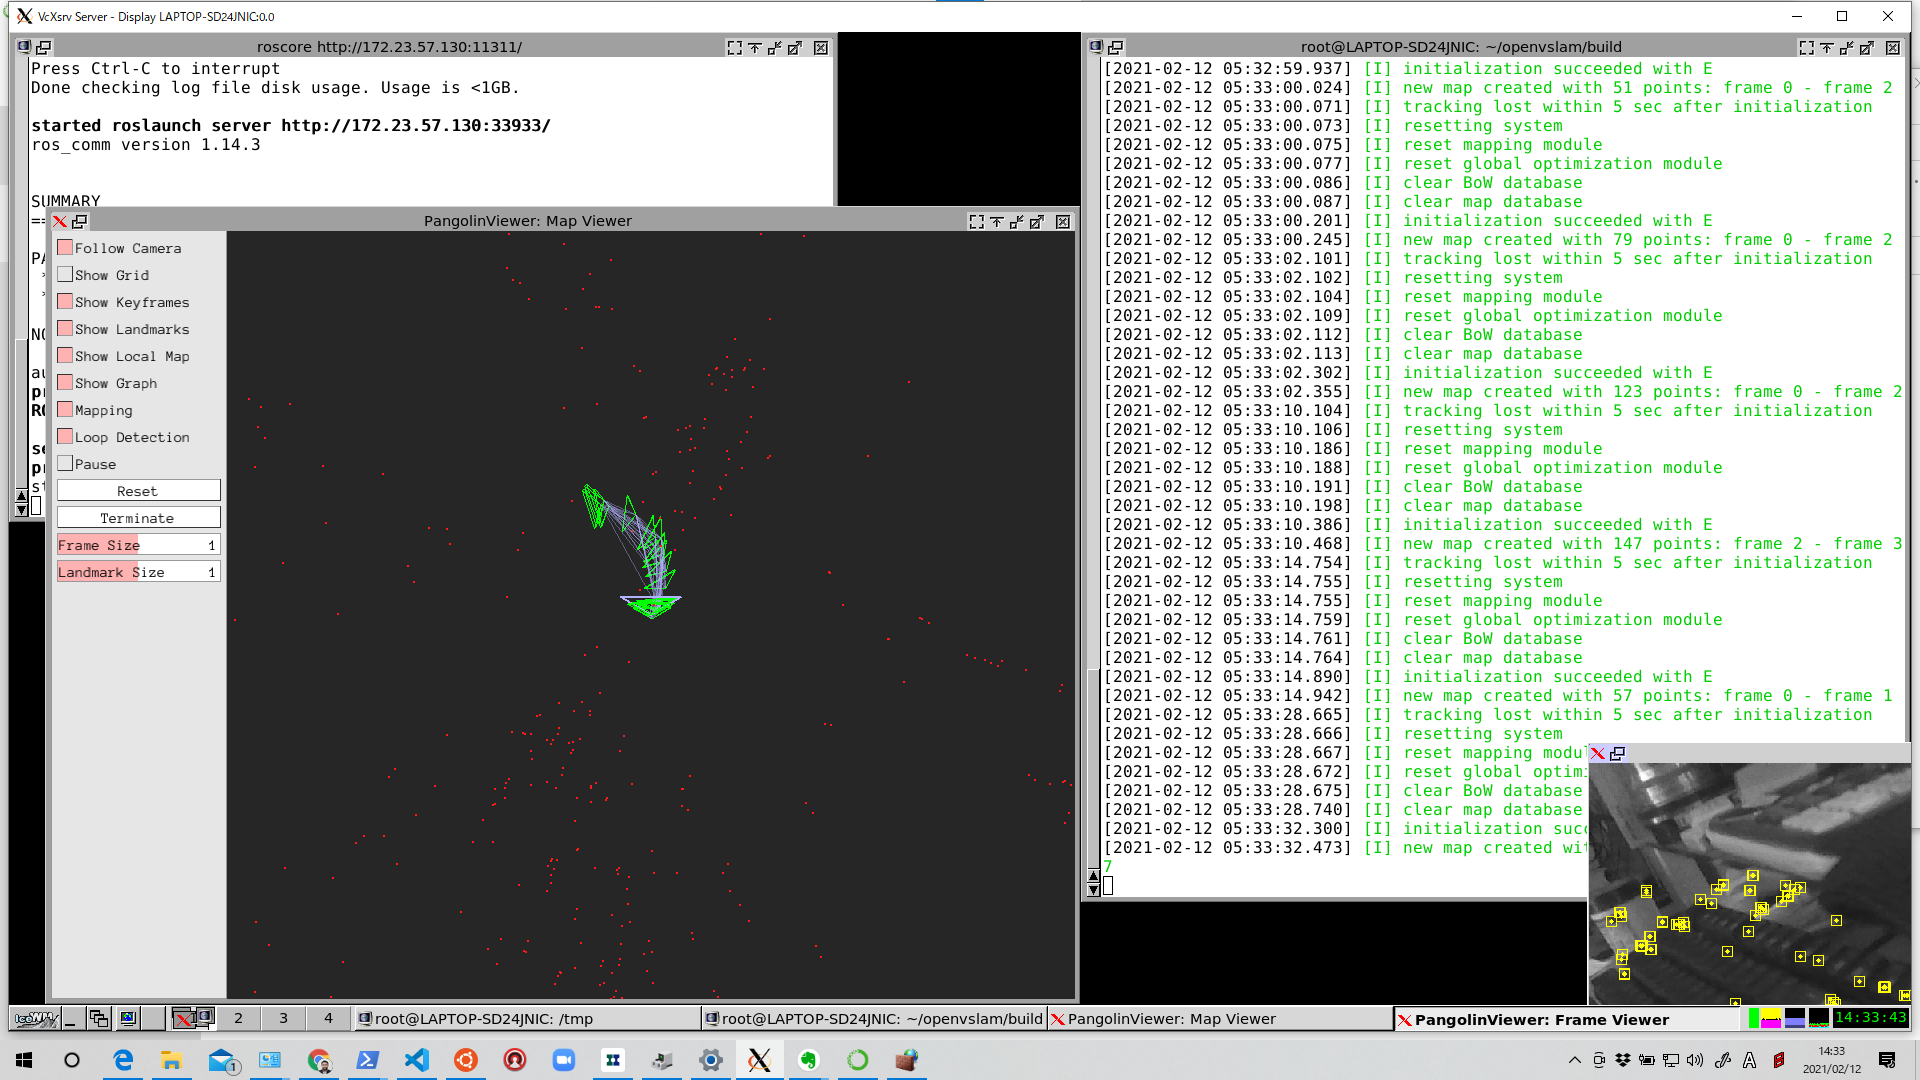 VcXsrv Server - Display LAPTOP-SD24JNIC:0.0
roscore http://172.23.57.130:11311/
Press Ctrl-C to interrupt
Done checking log file disk usage. Usage is <1GB.
started roslaunch server http://172.23.57.130:33933/
ros_comm version 1.14.3
SUMMARY
PangolinViewer: Map Viewer
Follow Camera
Show Grid
Show Keyframes
Show Landmarks
Show Local Map
Show Graph
Mapping
Loop Detection
Pause
Reset
Terminate
Frame Size 1
Landmark Size 1
root@LAPTOP-SD24JNIC: ~/openvslam/build
[2021-02-12 05:32:59.937] [I] initialization succeeded with E
[2021-02-12 05:33:00.024] [I] new map created with 51 points: frame 0 - frame 2
[2021-02-12 05:33:00.071] [I] tracking lost within 5 sec after initialization
[2021-02-12 05:33:00.073] [I] resetting system
[2021-02-12 05:33:00.075] [I] reset mapping module
[2021-02-12 05:33:00.077] [I] reset global optimization module
[2021-02-12 05:33:00.086] [I] clear BoW database
[2021-02-12 05:33:00.087] [I] clear map database
[2021-02-12 05:33:00.201] [I] initialization succeeded with E
[2021-02-12 05:33:00.245] [I] new map created with 79 points: frame 0 - frame 2
[2021-02-12 05:33:02.101] [I] tracking lost within 5 sec after initialization
[2021-02-12 05:33:02.102] [I] resetting system
[2021-02-12 05:33:02.104] [I] reset mapping module
[2021-02-12 05:33:02.109] [I] reset global optimization module
[2021-02-12 05:33:02.112] [I] clear BoW database
[2021-02-12 05:33:02.113] [I] clear map database
[2021-02-12 05:33:02.302] [I] initialization succeeded with E
[2021-02-12 05:33:02.355] [I] new map created with 123 points: frame 0 - frame 2
[2021-02-12 05:33:10.104] [I] tracking lost within 5 sec after initialization
[2021-02-12 05:33:10.106] [I] resetting system
[2021-02-12 05:33:10.186] [I] reset mapping module
[2021-02-12 05:33:10.188] [I] reset global optimization module
[2021-02-12 05:33:10.191] [I] clear BoW database
[2021-02-12 05:33:10.198] [I] clear map database
[2021-02-12 05:33:10.386] [I] initialization succeeded with E
[2021-02-12 05:33:10.468] [I] new map created with 147 points: frame 2 - frame 3
[2021-02-12 05:33:14.754] [I] tracking lost within 5 sec after initialization
[2021-02-12 05:33:14.755] [I] resetting system
[2021-02-12 05:33:14.755] [I] reset mapping module
[2021-02-12 05:33:14.759] [I] reset global optimization module
[2021-02-12 05:33:14.761] [I] clear BoW database
[2021-02-12 05:33:14.764] [I] clear map database
[2021-02-12 05:33:14.890] [I] initialization succeeded with E
[2021-02-12 05:33:14.942] [I] new map created with 57 points: frame 0 - frame 1
[2021-02-12 05:33:28.665] [I] tracking lost within 5 sec after initialization
[2021-02-12 05:33:28.666] [I] resetting system
[2021-02-12 05:33:28.667] [I] reset mapping modu
[2021-02-12 05:33:28.672] [I] reset global optim
[2021-02-12 05:33:28.675] [I] clear BoW database
[2021-02-12 05:33:28.740] [I] clear map database
[2021-02-12 05:33:32.300] [I] initialization suc
[2021-02-12 05:33:32.473] [I] new map created wi
7
IceWM 1 2 3 4 root@LAPTOP-SD24JNIC: /tmp root@LAPTOP-SD24JNIC: ~/openvslam/build PangolinViewer: Map Viewer PangolinViewer: Frame Viewer 14:33:43
14:33
2021/02/12